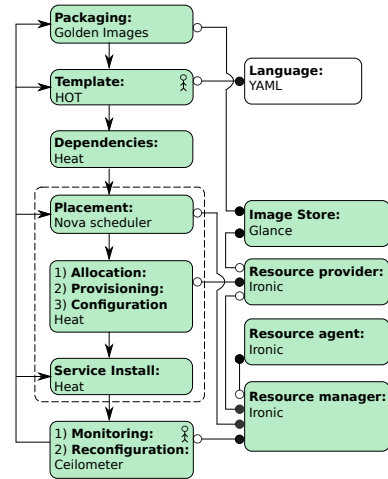 Packaging:
Golden Images
Template:
HOT
Language:
YAML
Dependencies:
Heat
Placement:
Nova scheduler
Image Store:
Glance
1) Allocation:
2) Provisioning:
3) Configuration
Heat
Resource provider:
Ironic
Resource agent:
Ironic
Service Install:
Heat
Resource manager:
Ironic
1) Monitoring:
2) Reconfiguration:
Ceilometer